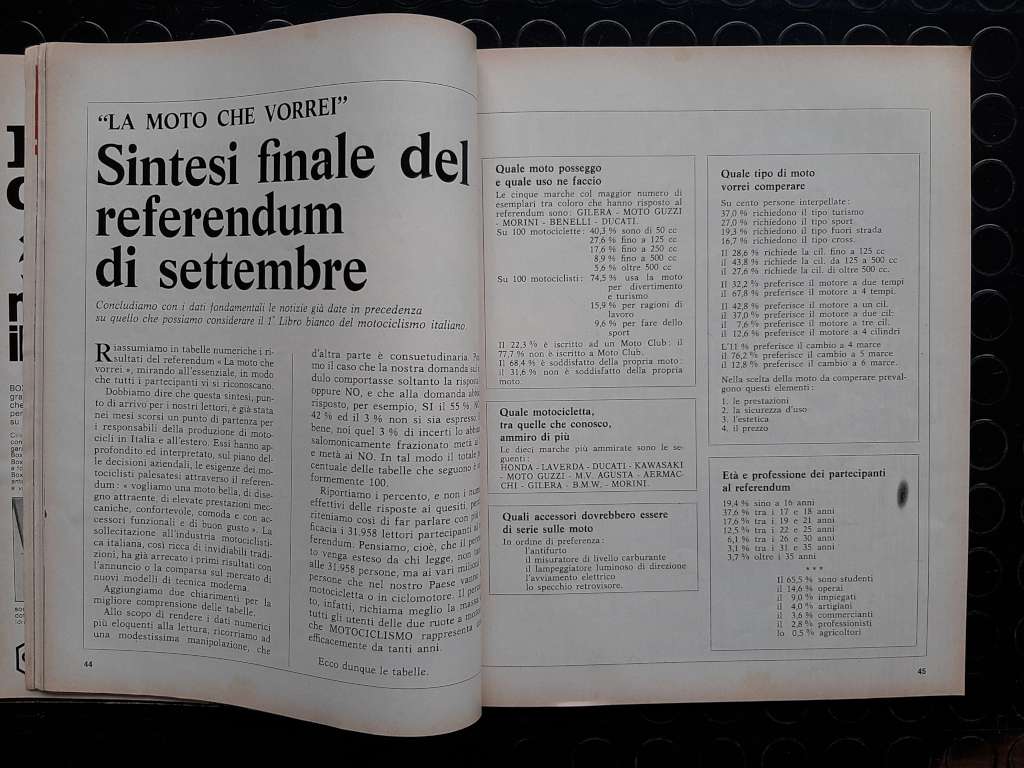 "LA MOTO CHE VORREI"
Sintesi finale del
referendum
di settembre
Concludiamo con i dati fondamentali le notizie già date in precedenza
su quello che possiamo considerare il 1° Libro bianco del motociclismo italiano
Riassumiamo in tabelle numeriche i ri-
sultati del referendum « La moto che
vorrei », mirando all'essenziale, in modo
che tutti i partecipanti vi si riconoscano.
Dobbiamo dire che questa sintesi, pun-
to di arrivo per i nostri lettori, è già stata
nei mesi scorsi un punto di partenza per
i responsabili della produzione di moto-
cicli in Italia e all'estero. Essi hanno ap-
profondito ed interpretato, sul piano del-
le decisioni aziendali, le esigenze dei mo-
tociclisti palesatesi attraverso il referen-
dum : « vogliamo una moto bella, di dise-
gno attraente, di elevate prestazioni mec-
caniche, confortevole, comoda e con ac-
cessori funzionali e di buon gusto ». La
sollecitazione all'industria motociclisti-
ca italiana, così ricca di invidiabili tradi-
zioni, ha già arrecato i primi risultati con
l'annuncio o la comparsa sul mercato di
nuovi modelli di tecnica moderna.
Aggiungiamo due chiarimenti per la
migliore comprensione delle tabelle.
Allo scopo di rendere i dati numerici
più eloquenti alla lettura, ricorriamo ad
una modestissima manipolazione, che
d'altra parte è consuetudinaria.
mo il caso che la nostra domanda
dulo comportasse soltanto la
oppure NO, e che alla domanda
risposto, per esempio, SI il 55 %
42 % ed il 3 % non si sia
bene, noi quel 3 % di incerti lo
salomonicamente frazionato metà
e metà ai NO. In tal modo il totale
centuale delle tabelle che seguono
formemente 100.
Riportiamo i percento, e non i
effettivi delle risposte ai quesiti,
riteniamo così di far parlare con
ficacia i 31.958 lettori partecipanti
ferendum. Pensiamo, cioè, che il
to venga esteso da chi legge, non
alle 31.958 persone, ma ai vari
persone che nel nostro Paese vanno
motocicletta o in ciclomotore. Il
to, infatti, richiama meglio la massa
tutti gli utenti delle due ruote a
che MOTOCICLISMO rappresenta
efficacemente da tanti anni.
Ecco dunque le tabelle.
44
Quale moto posseggo
e quale uso ne faccio
Le cinque marche col maggior numero di
esemplari tra coloro che hanno risposto al
referendum sono: GILERA - MOTO GUZZI
- MORINI - BENELLI - DUCATI.
Su 100 motociclette: 40,3 % sono di 50 cc
27,6 % fino a 125 cc
17,6 % fino a 250 cc
8,9 % fino a 500 cc
5,6 % oltre 500 cc
Su 100 motociclisti: 74,5 % usa la moto
per divertimento
e turismo
15,9 % per ragioni di
lavoro
9,6 % per fare dello
sport
Il 22,3 % è iscritto ad un Moto Club : il
77,7 % non è iscritto a Moto Club.
Il 68,4 % è soddisfatto della propria moto :
il 31,6 % non è soddisfatto della propria
moto.
Quale motocicletta,
tra quelle che conosco,
ammiro di più
Le dieci marche più ammirate sono le se-
guenti :
HONDA - LAVERDA - DUCATI - KAWASAKI
- MOTO GUZZI - M.V. AGUSTA - AERMAC-
CHI - GILERA - B.M.W. - MORINI.
Quali accessori dovrebbero essere
di serie sulle moto
In ordine di preferenza :
l'antifurto
il misuratore di livello carburante
il lampeggiatore luminoso di direzione
l'avviamento elettrico
lo specchio retrovisore.
Quale tipo di moto
vorrei comperare
Su cento persone interpellate :
37,0 % richiedono il tipo turismo
27,0 % richiedono il tipo sport
19,3 % richiedono il tipo fuori strada
16,7 % richiedono il tipo cross.
Il 28,6 % richiede la cil. fino a 125 cc
il 43,8 % richiede la cil. da 125 a 500 cc
il 27,6 % richiede la cil. di oltre 500 cc.
Il 32,2 % preferisce il motore a due tempi
il 67,8 % preferisce il motore a 4 tempi.
Il 42,8 % preferisce il motore a un cil.
il 37,0 % preferisce il motore a due cil.
il 7,6 % preferisce il motore a tre cil.
il 12,6 % preferisce il motore a 4 cilindri
L'11 % preferisce il cambio a 4 marce
il 76,2 % preferisce il cambio a 5 marce
il 12,8 % preferisce il cambio a 6 marce.
Nella scelta della moto da comperare preval-
gono questi elementi :
1. le prestazioni
2. la sicurezza d'uso
3. l'estetica
4. il prezzo
Età e professione dei partecipanti
al referendum
19,4 % sino a 16 anni
37,6 % tra i 17 e 18 anni
17,6 % tra i 19 e 21 anni
12,5 % tra i 22 e 25 anni
6,1 % tra i 26 e 30 anni
3,1 % tra i 31 e 35 anni
3,7 % oltre i 35 anni
* * *
Il 65,5 % sono studenti
il 14,6 % operai
il 9,0 % impiegati
il 4,0 % artigiani
il 3,6 % commercianti
il 2,8 % professionisti
lo 0,5 % agricoltori
45